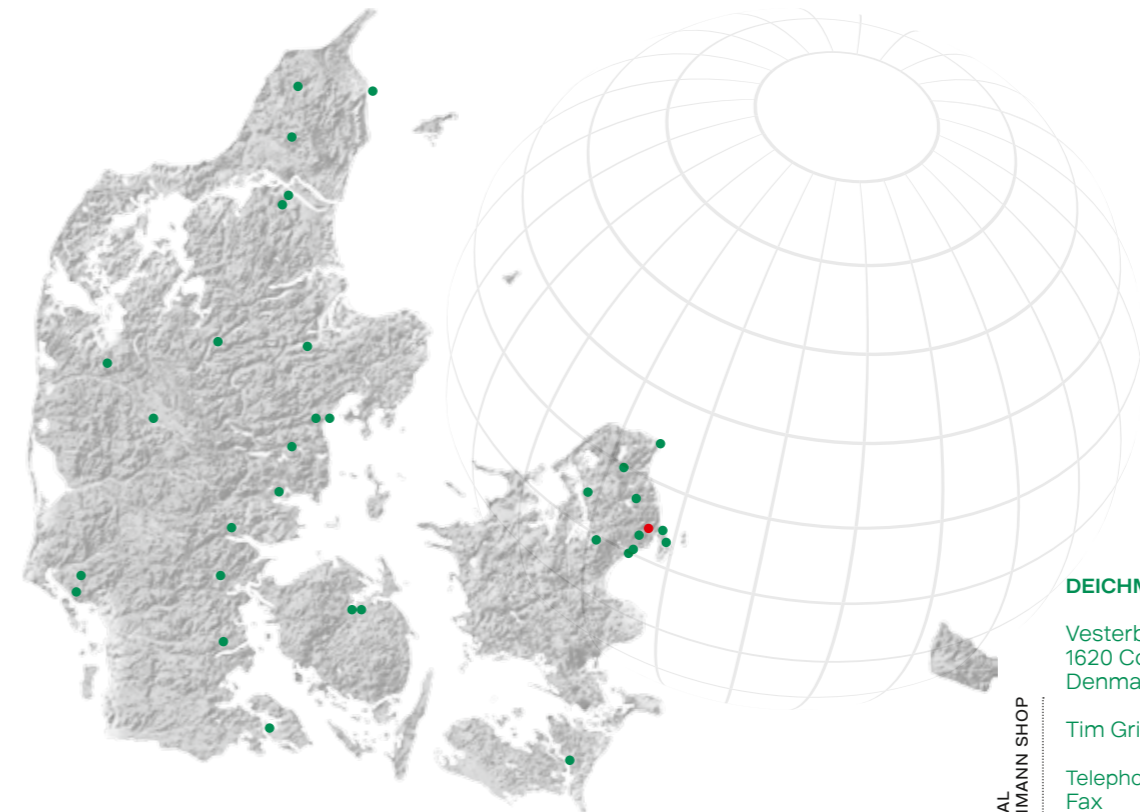 DEICHM
Vesterb
1620 Co
Denma
Tim Gri
Telepho
Fax
AL
MANN SHOP